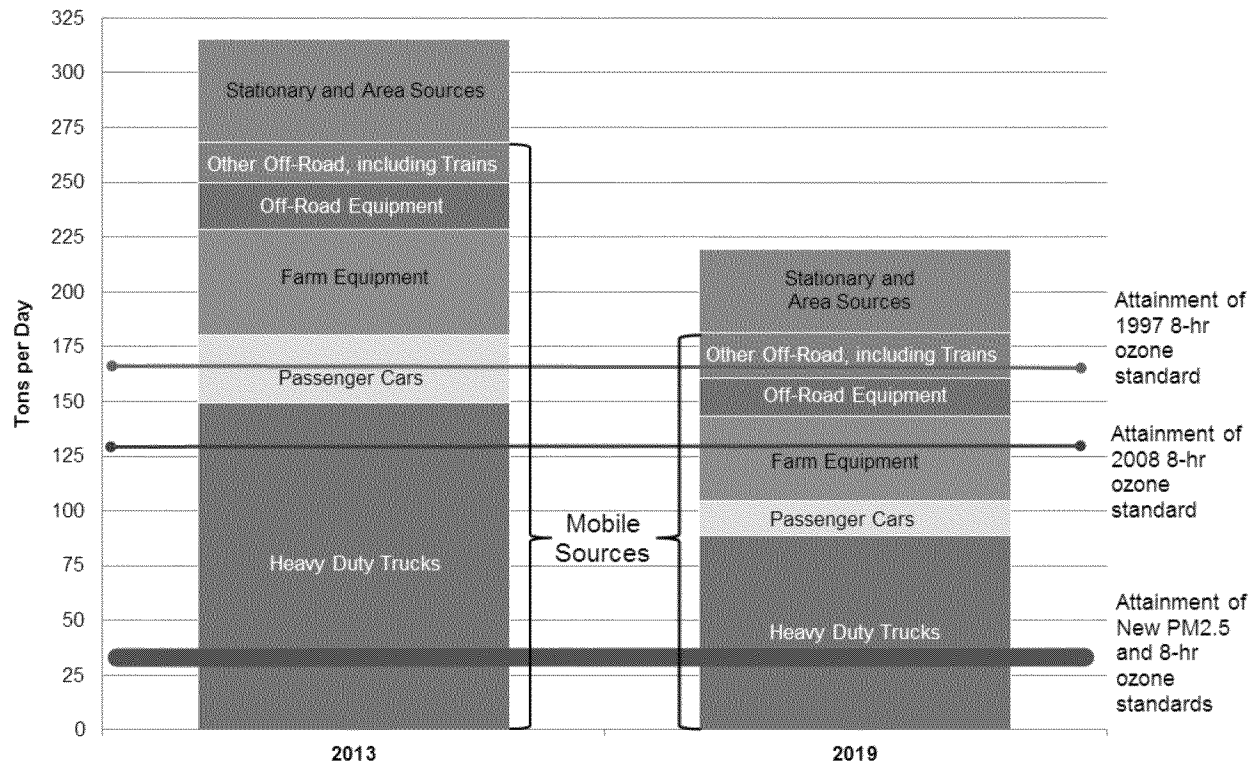 325
300
275
250
225
200
175
150
125
100
75
50
25
0
Tons per Day
Stationary and Area Sources
Other Off-Road, including Trains
Off-Road Equipment
Farm Equipment
Passenger Cars
Heavy Duty Trucks
2013
Mobile
Sources
Stationary and
Area Sources
Other Off-Road, including Trains
Off-Road Equipment
Farm Equipment
Passenger Cars
Heavy Duty Trucks
2019
Attainment of
1997 8-hr
ozone
standard
Attainment of
2008 8-hr
ozone
standard
Attainment of
New PM2.5
and 8-hr
ozone
standards